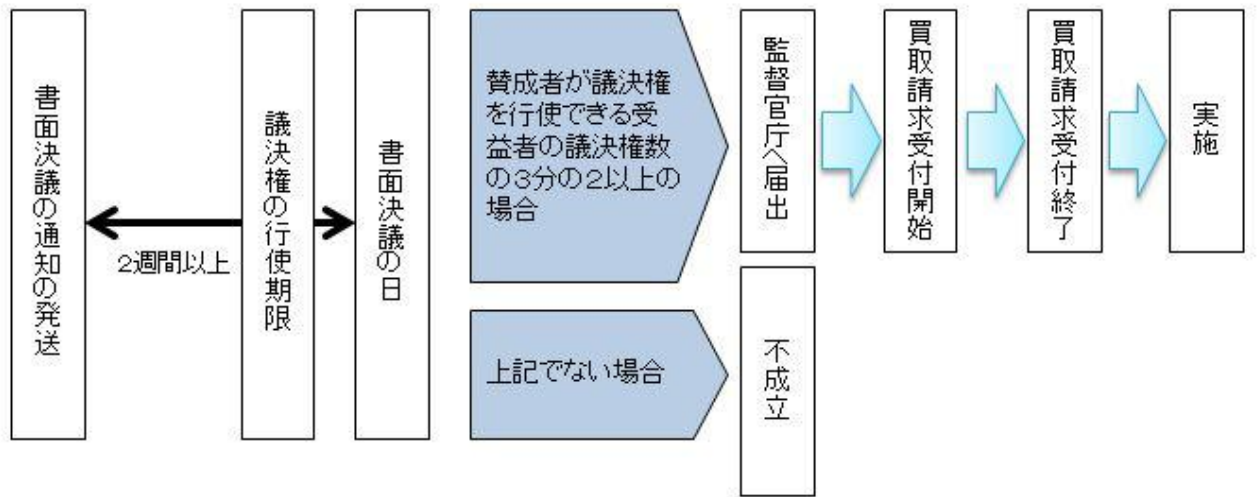 書面決議の通知の発送
2週間以上
議決権の行使期限
書面決議の日
賛成者が議決権
を行使できる受
益者の議決権数
の3分の2以上の
場合
監督官庁へ届出
買取請求受付開始
買取請求受付終了
実施
上記でない場合
不成立